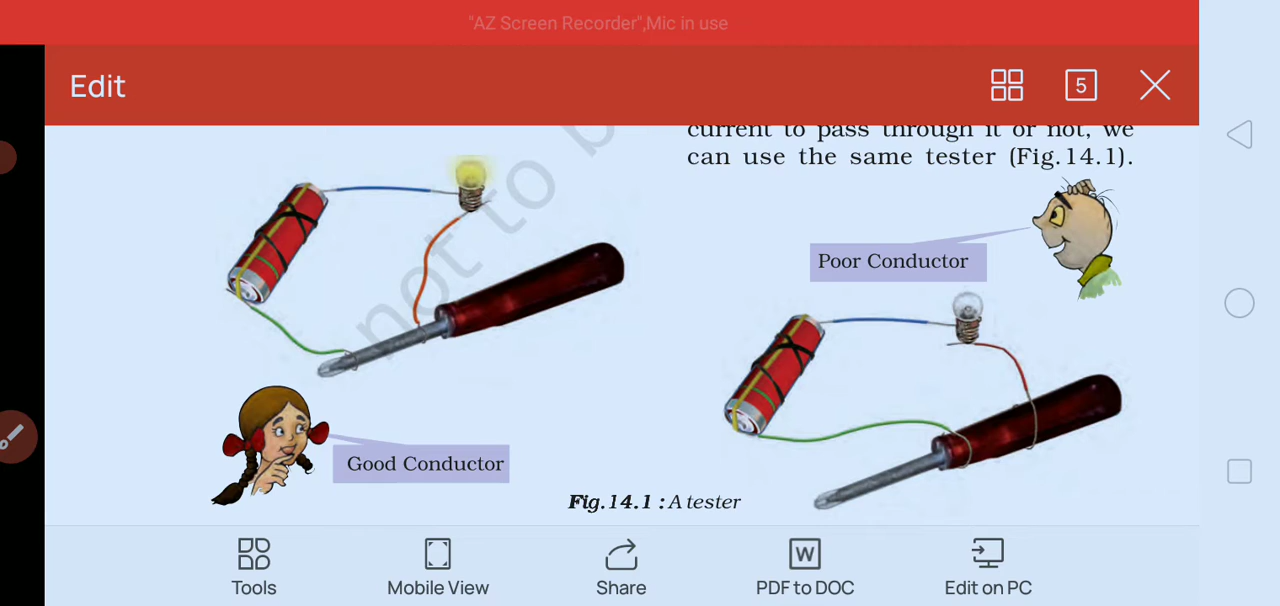 "AZ Screen Recorder",Mic in use
Edit
5
current to pass through it or not, we
can use the same tester (Fig.14.1).
not to b
Poor Conductor
Good Conductor
Fig.14.1 : A tester
W
Tools
Mobile View
Share
PDF to DOC
Edit on PC